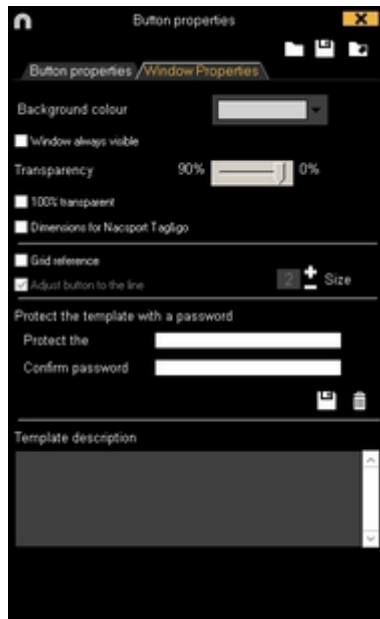 Button properties
Button properties Window Properties
Background colour
Window always visible
Transparency 90% 0%
100% transparent
Dimensions for Nacsport Tag&go
Grid reference
Adjust button to the line 2 Size
Protect the template with a password
Protect the
Confirm password
Template description